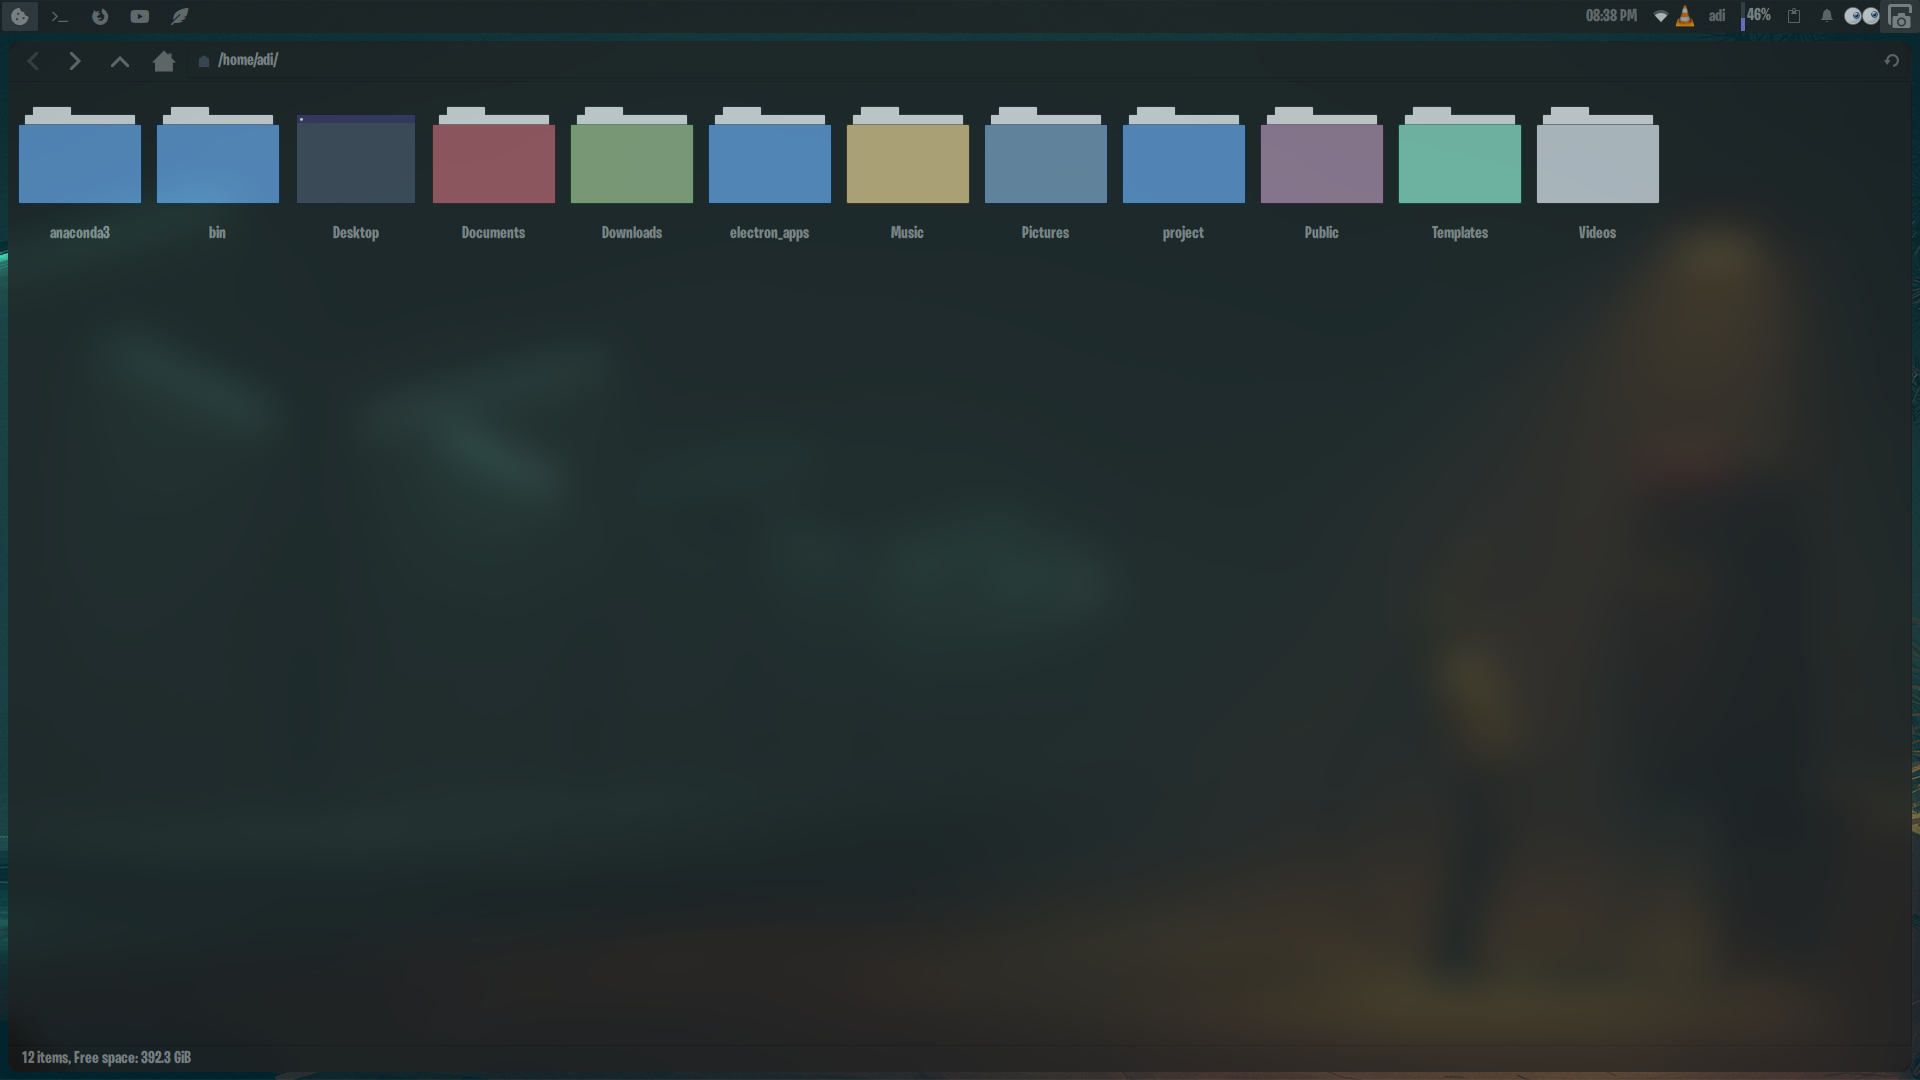 08:38 PM adi 46%
/home/adi/
anaconda3 bin Desktop Documents Downloads electron_apps Music Pictures project Public Templates Videos
12 items, Free space: 392.3 GiB